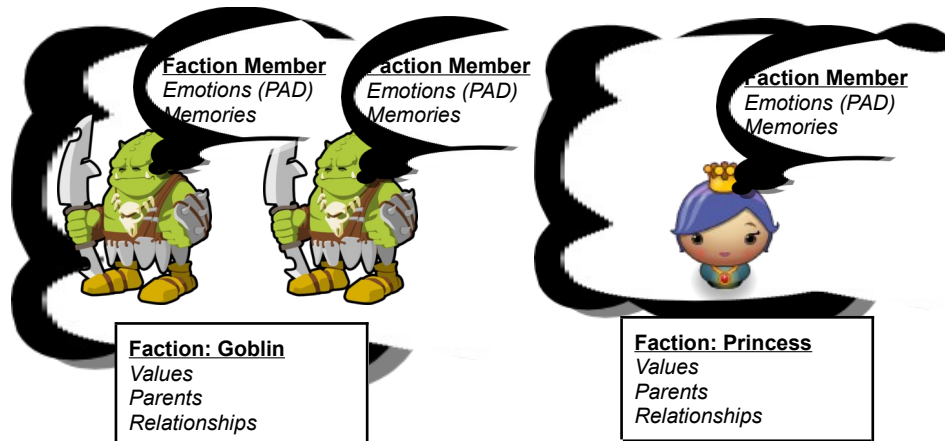 Faction Member
Emotions (PAD)
Memories
Faction Member
Emotions (PAD)
Memories
Faction Member
Emotions (PAD)
Memories
Faction: Goblin
Values
Parents
Relationships
Faction: Princess
Values
Parents
Relationships